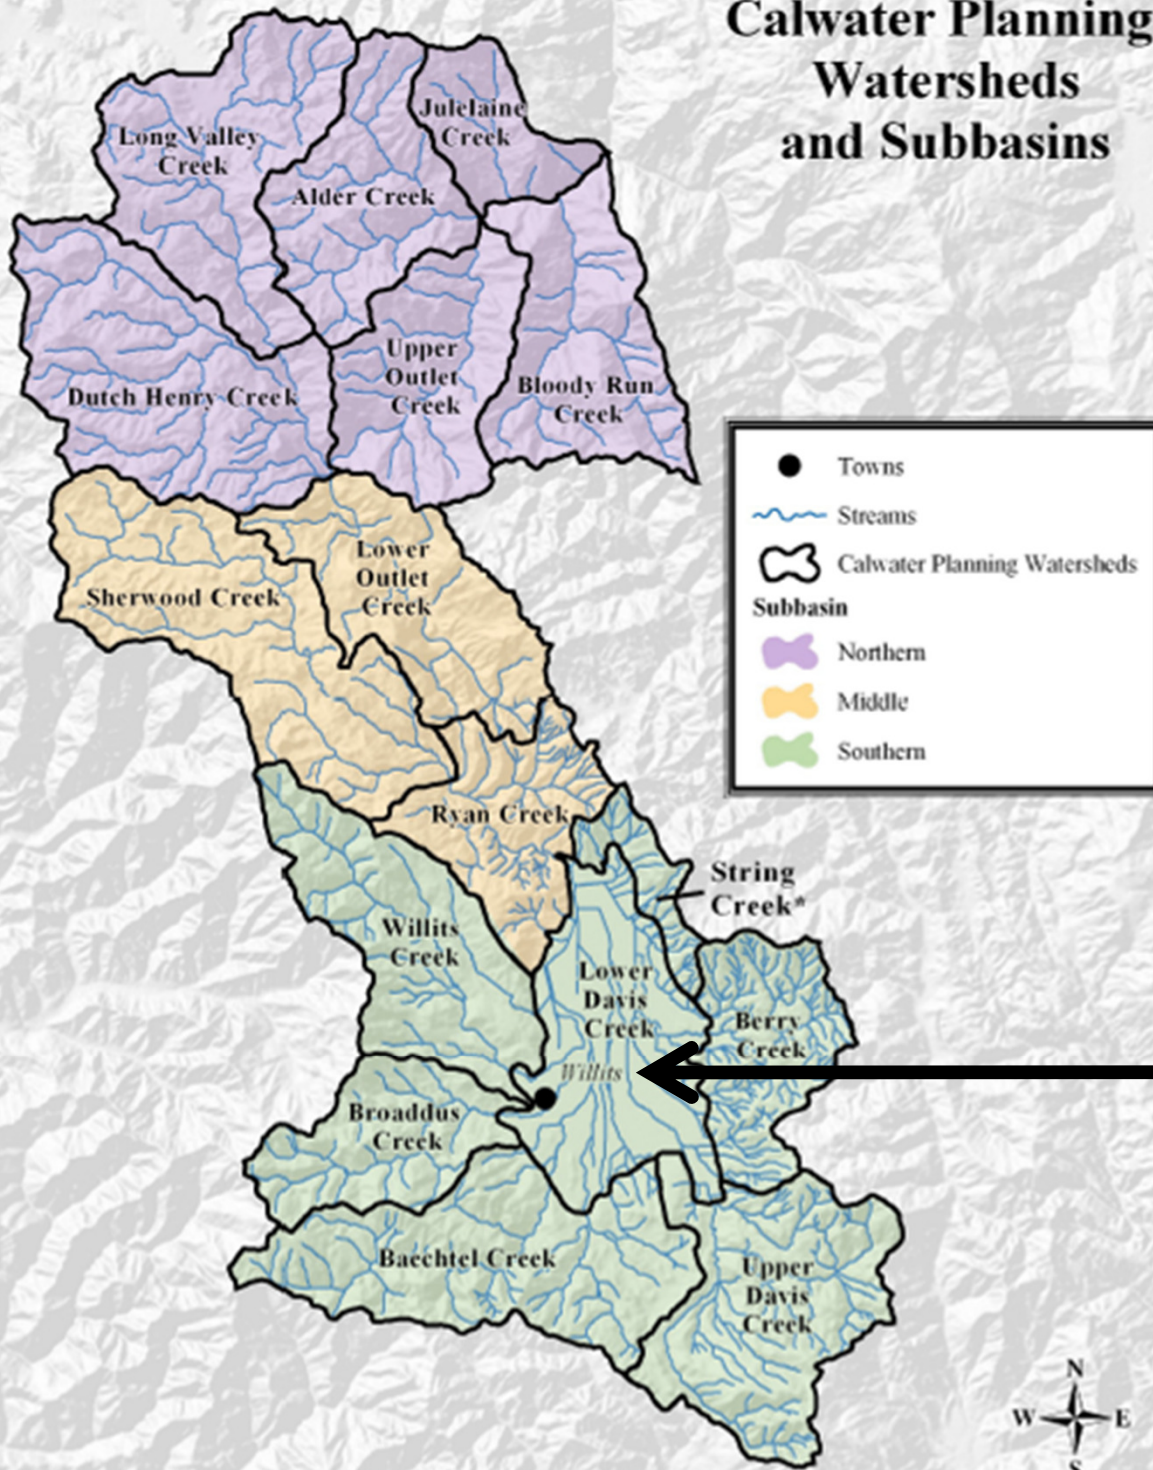 Calwater Planning
Watersheds
and Subbasins
Julelaine
Creek
Long Valley
Creek
Alder Creek
Upper
Outlet
Creek
Dutch Henry Creek
Bloody Run
Creek
Towns
Streams
Calwater Planning Watersheds
Subbasin
Northern
Middle
Southern
Lower
Outlet
Creek
Sherwood Creek
Ryan Creek
String
Creek*
Willits
Creek
Lower
Davis
Creek
Berry
Creek
Willits
Broaddus
Creek
Baechtel Creek
Upper
Davis
Creek
N
W E
S